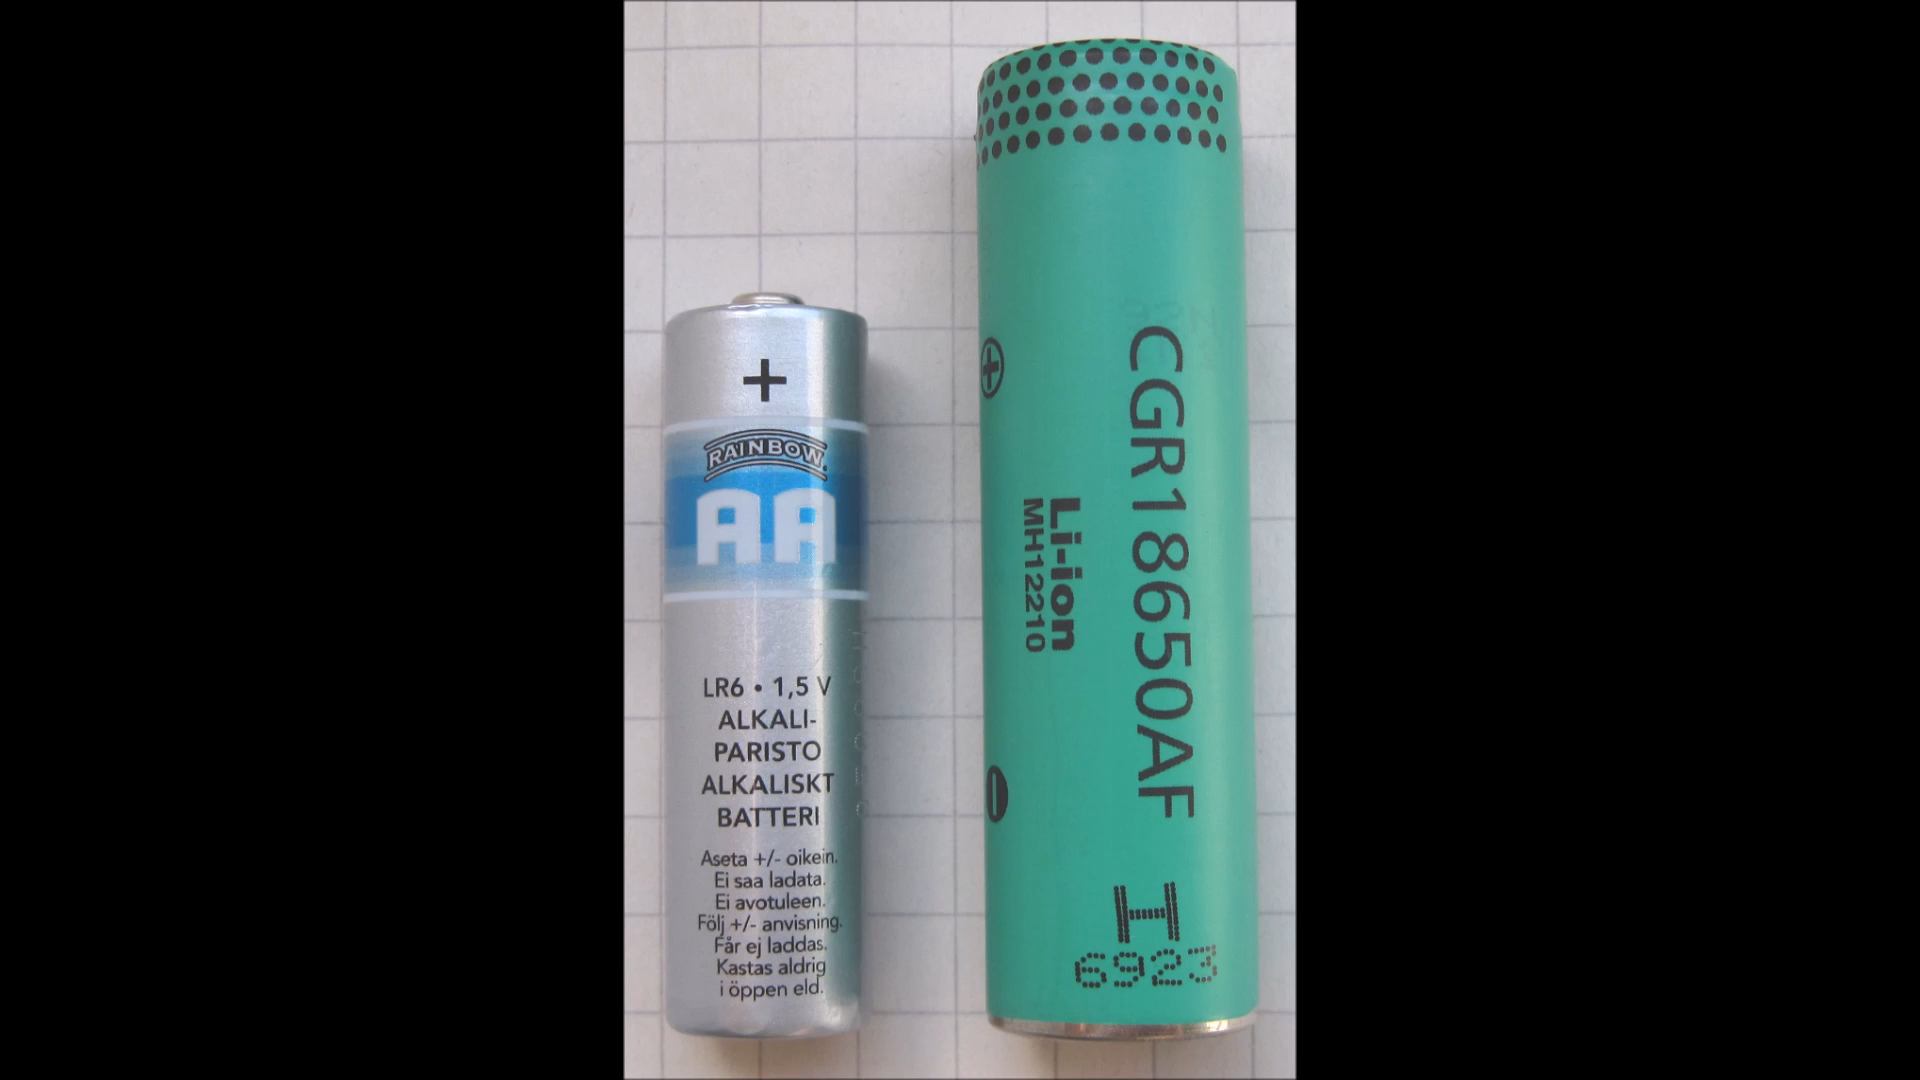 +
RAINBOW
AA
LR6 • 1,5 V
ALKALI-
PARISTO
ALKALISKT
BATTERI
Aseta +/- oikein.
Ei saa ladata.
Ei avotuleen.
Följ +/- anvisning.
Får ej laddas.
Kastas aldrig
i öppen eld.
CGR18650AF
Li-ion
MH12210
+
-
H
6923